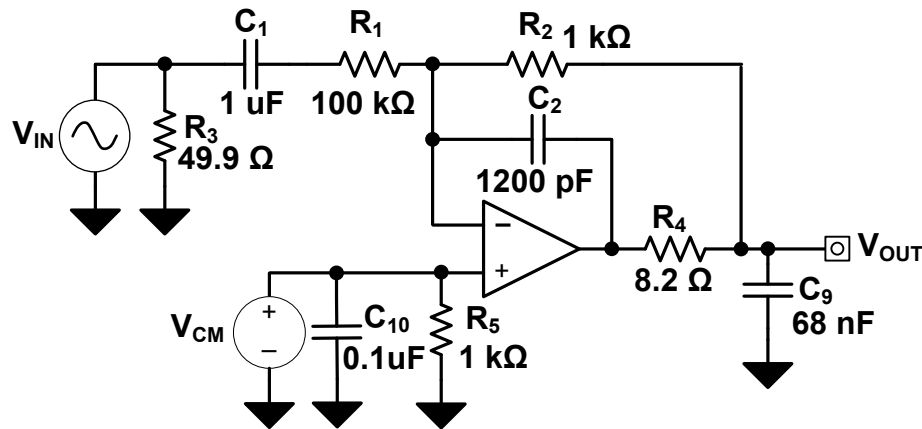 C1
R1
R2
1 kΩ
1 uF
100 kΩ
C2
VIN
R3
49.9 Ω
1200 pF
R4
VOUT
8.2 Ω
C9
68 nF
VCM
C10
0.1uF
R5
1 kΩ